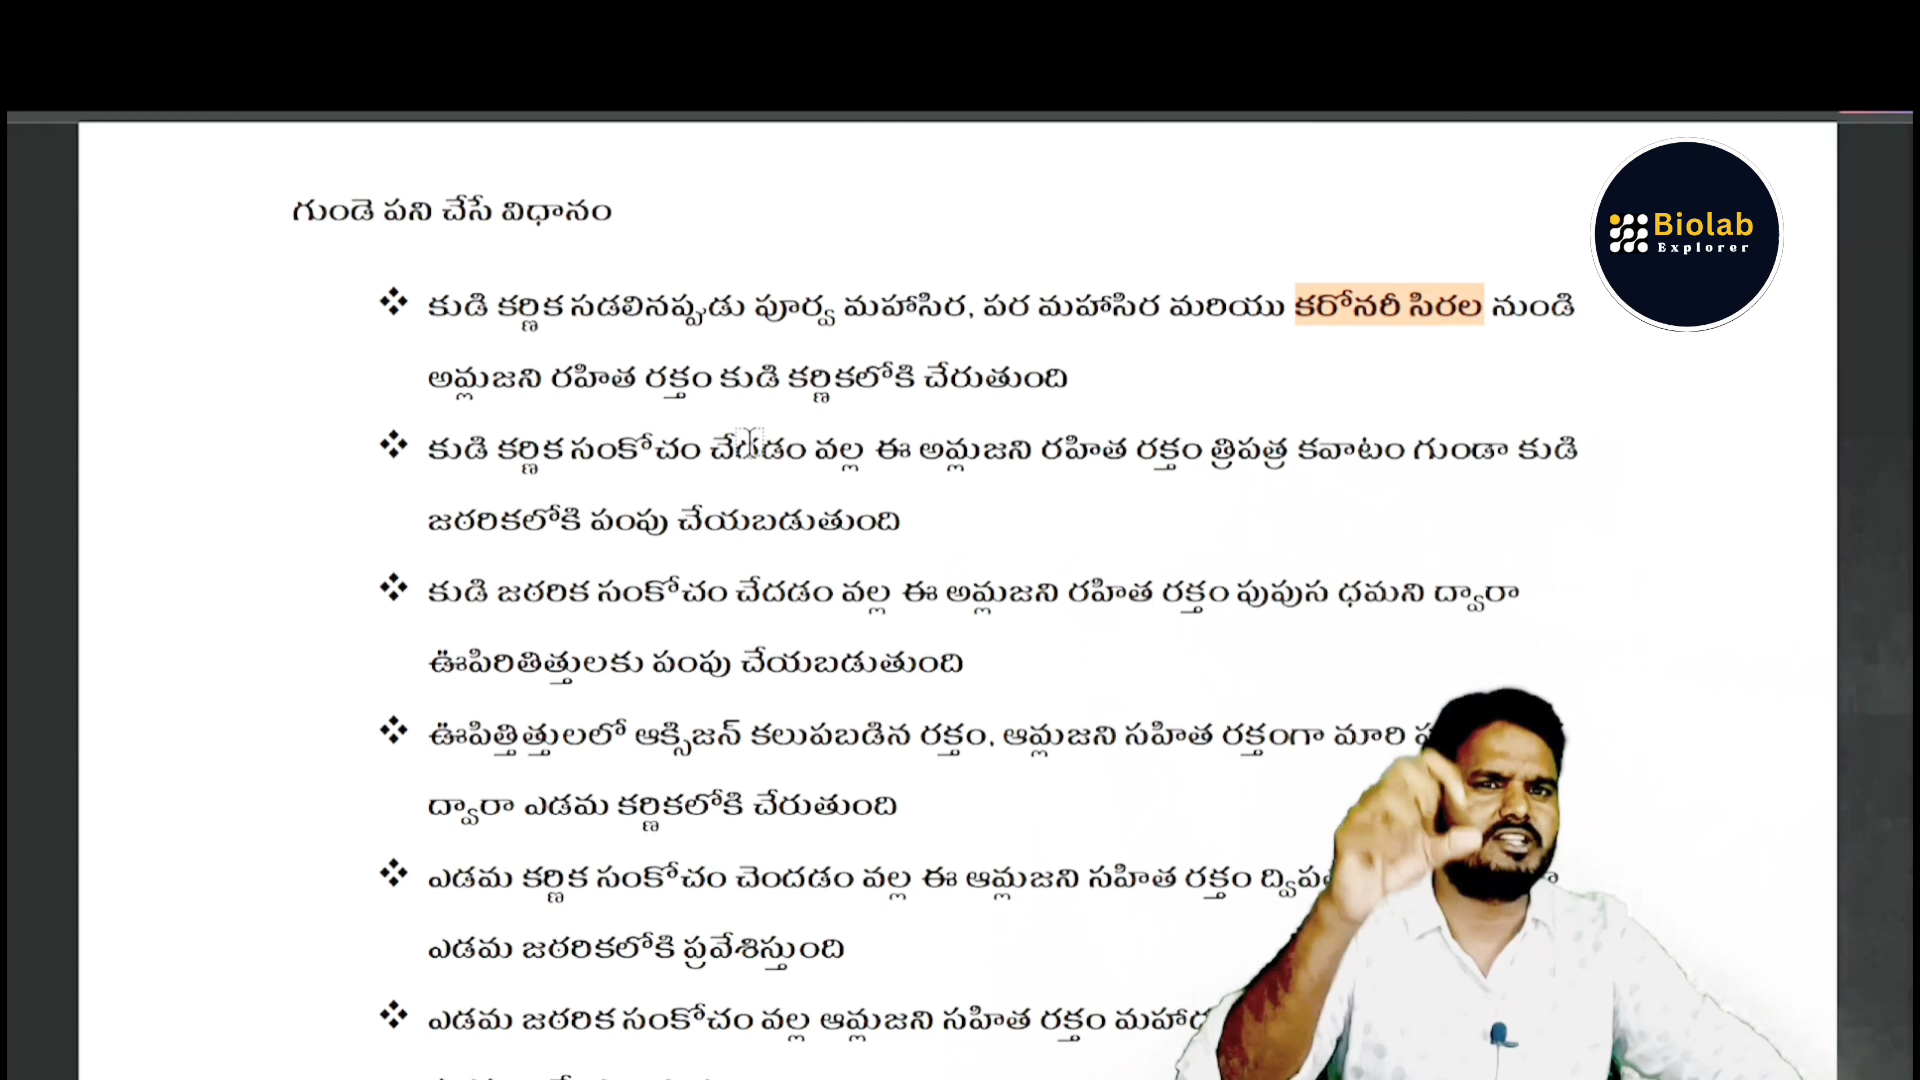 Biolab
Explorer
గుండె పని చేసే విధానం
❖ కుడి కర్ణిక సడలినప్పుడు పూర్వ మహాసిర, పర మహాసిర మరియు కరోనరీ సిరల నుండి
అమ్లజని రహిత రక్తం కుడి కర్ణికలోకి చేరుతుంది
❖ కుడి కర్ణిక సంకోచం చేదడం వల్ల ఈ అమ్లజని రహిత రక్తం త్రిపత్ర కవాటం గుండా కుడి
జఠరికలోకి పంపు చేయబడుతుంది
❖ కుడి జఠరిక సంకోచం చేదడం వల్ల ఈ అమ్లజని రహిత రక్తం పుపుస ధమని ద్వారా
ఊపిరితిత్తులకు పంపు చేయబడుతుంది
❖ ఊపిత్తిత్తులలో ఆక్సిజన్ కలుపబడిన రక్తం. ఆమ్లజని సహిత రక్తంగా మారి
ద్వారా ఎడమ కర్ణికలోకి చేరుతుంది
❖ ఎడమ కర్ణిక సంకోచం చెందడం వల్ల ఈ ఆమ్లజని సహిత రక్తం
ఎడమ జఠరికలోకి ప్రవేశిస్తుంది
❖ ఎడమ జఠరిక సంకోచం వల్ల ఆమ్లజని సహిత రక్తం